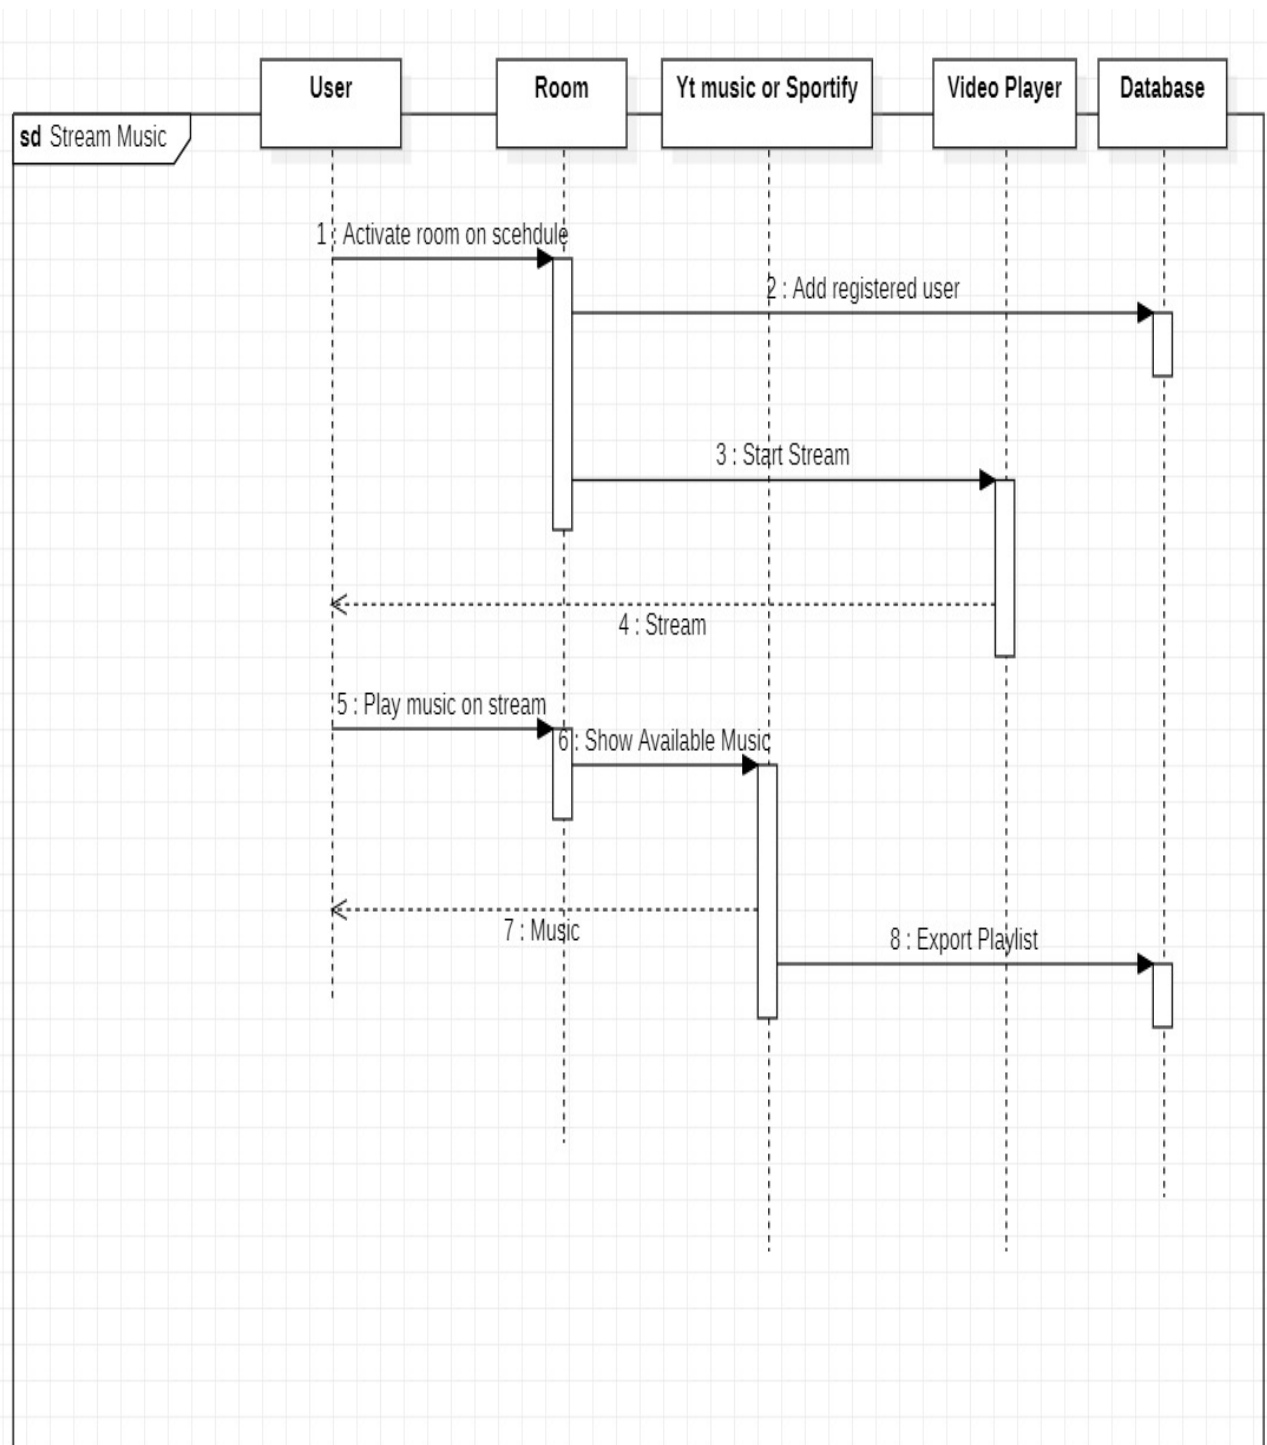 User
Room
Yt music or Sportify
Video Player
Database
sd Stream Music
1 : Activate room on scehdule
2 : Add registered user
3 : Start Stream
4 : Stream
5 : Play music on stream
6 : Show Available Music
7 : Music
8 : Export Playlist